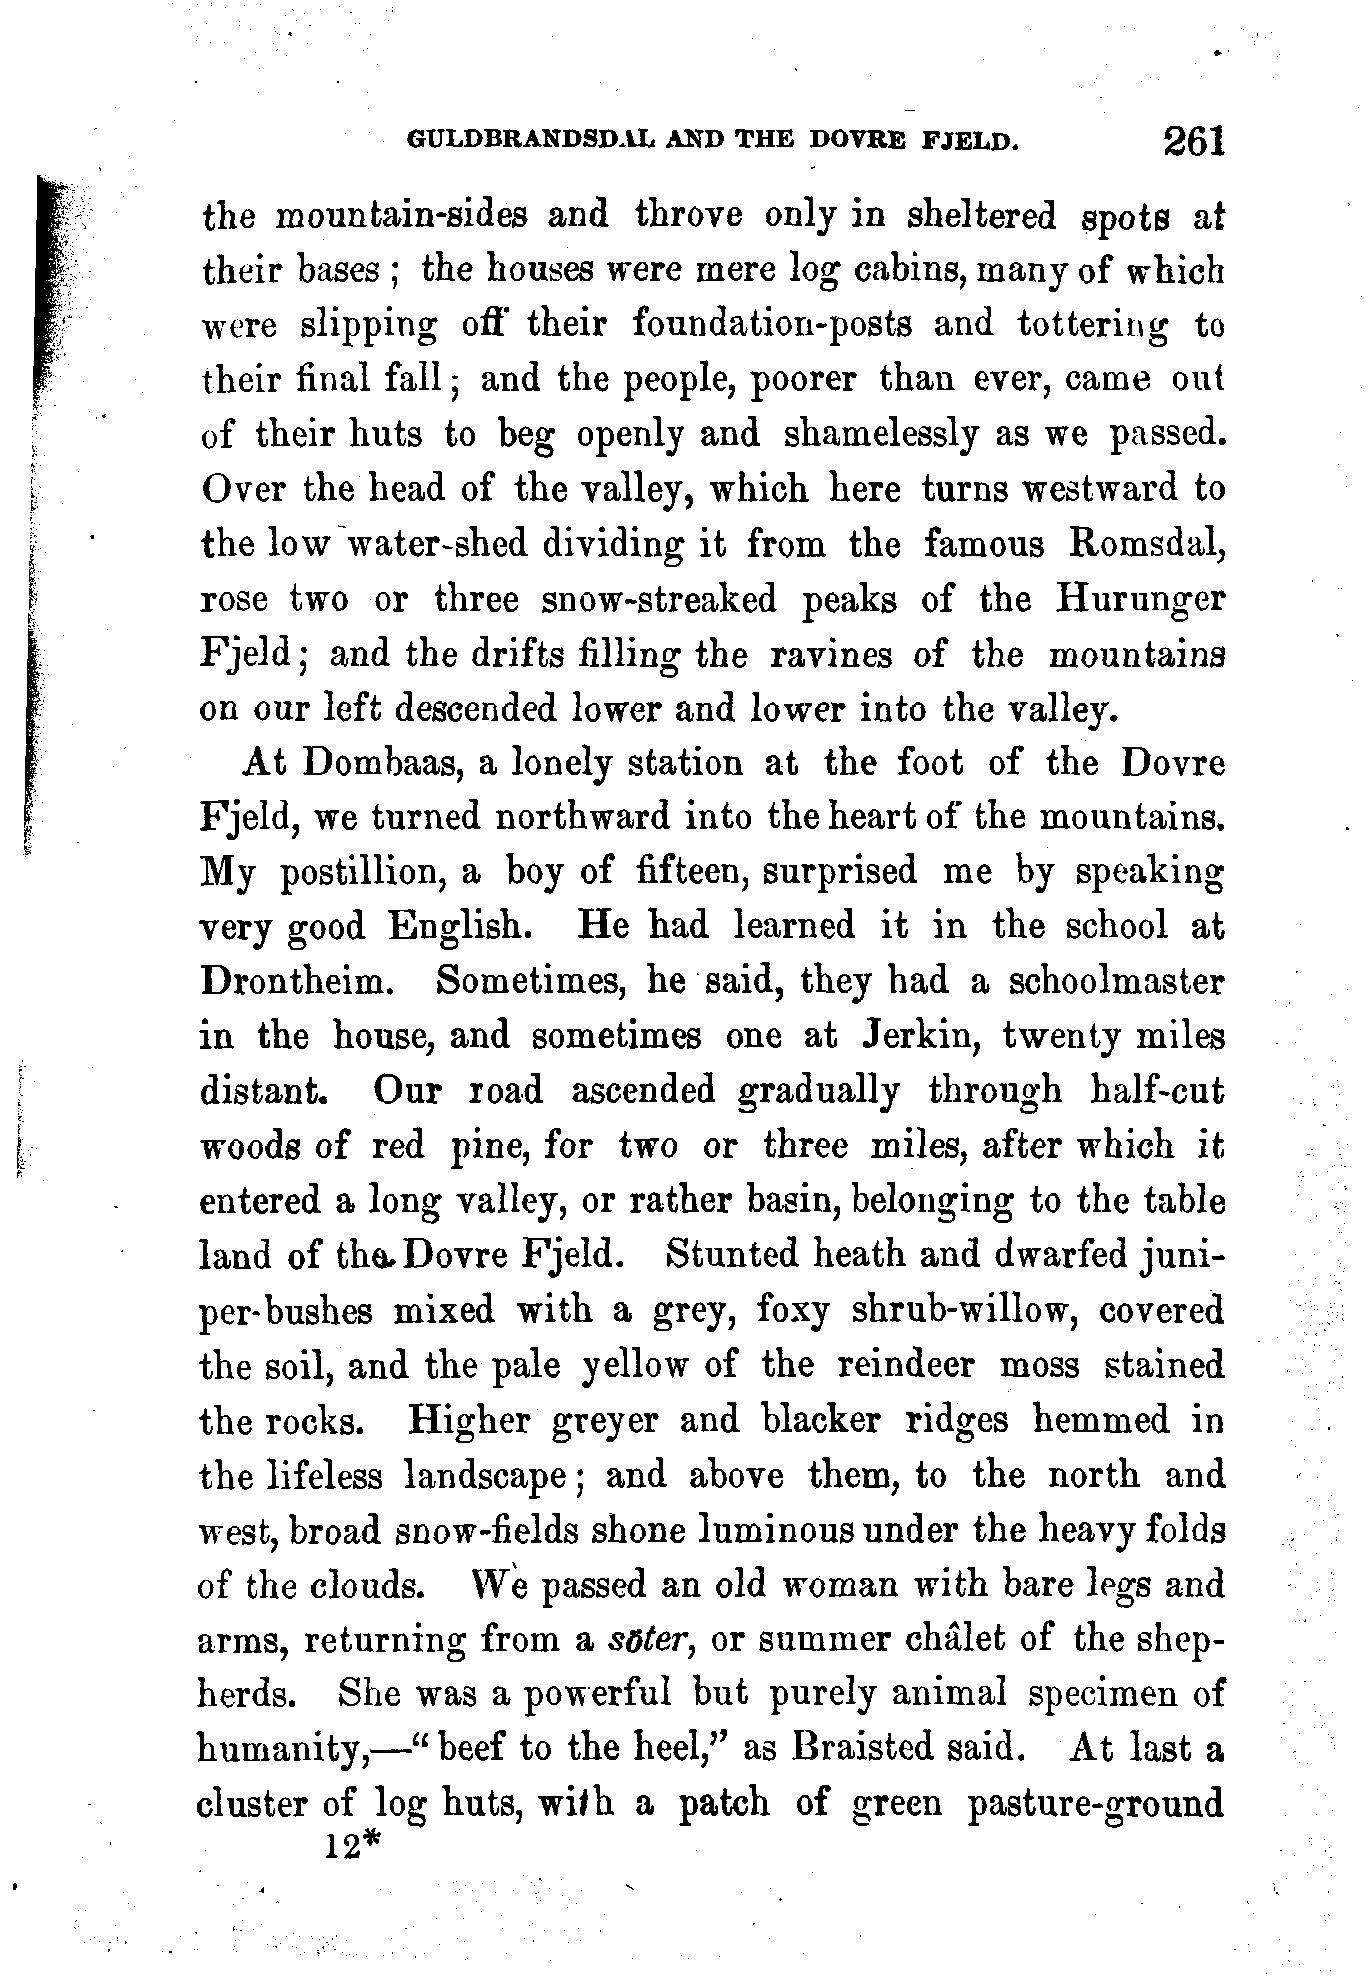 GULDBRANDSDAL AND THE DOVRE FJELD. 261
the mountain-sides and throve only in sheltered spots at
their bases ; the houses were mere log cabins, many of which
were slipping off their foundation-posts and tottering to
their final fall ; and the people, poorer than ever, came out
of their huts to beg openly and shamelessly as we passed.
Over the head of the valley, which here turns westward to
the low water-shed dividing it from the famous Romsdal,
rose two or three snow-streaked peaks of the Hurunger
Fjeld ; and the drifts filling the ravines of the mountains
on our left descended lower and lower into the valley.
At Dombaas, a lonely station at the foot of the Dovre
Fjeld, we turned northward into the heart of the mountains.
My postillion, a boy of fifteen, surprised me by speaking
very good English. He had learned it in the school at
Drontheim. Sometimes, he said, they had a schoolmaster
in the house, and sometimes one at Jerkin, twenty miles
distant. Our road ascended gradually through half-cut
woods of red pine, for two or three miles, after which it
entered a long valley, or rather basin, belonging to the table
land of the Dovre Fjeld. Stunted heath and dwarfed juni-
per-bushes mixed with a grey, foxy shrub-willow, covered
the soil, and the pale yellow of the reindeer moss stained
the rocks. Higher greyer and blacker ridges hemmed in
the lifeless landscape ; and above them, to the north and
west, broad snow-fields shone luminous under the heavy folds
of the clouds. We passed an old woman with bare legs and
arms, returning from a söter, or summer châlet of the shep-
herds. She was a powerful but purely animal specimen of
humanity,—“beef to the heel,” as Braisted said. At last a
cluster of log huts, with a patch of green pasture-ground
12*